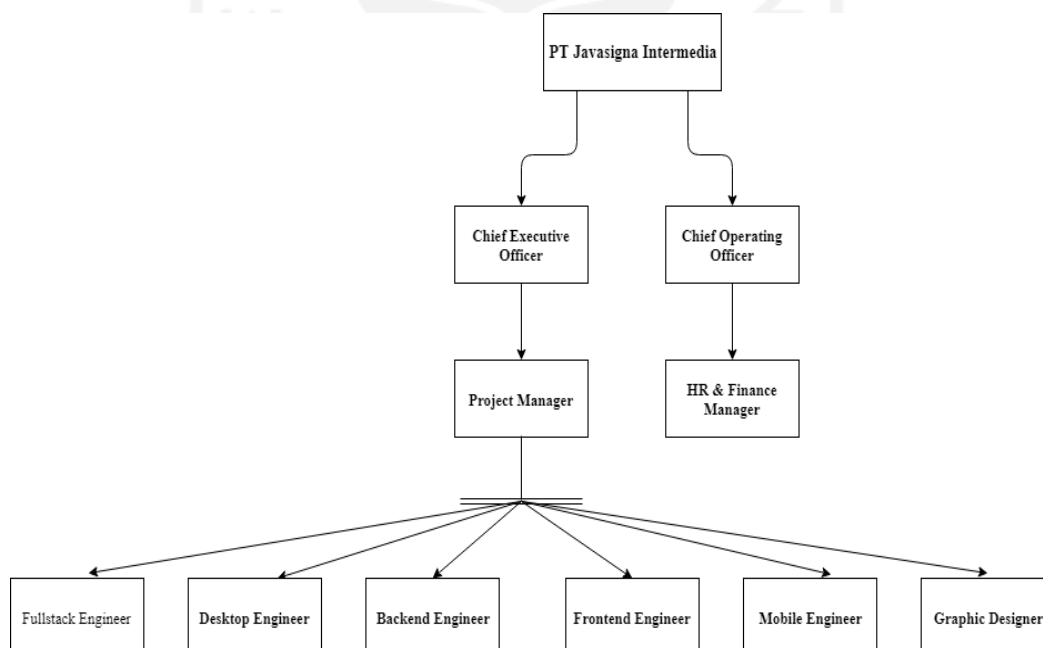 PT Javasigna Intermedia
Chief Executive
Officer
Chief Operating
Officer
Project Manager
HR & Finance
Manager
Fullstack Engineer
Desktop Engineer
Backend Engineer
Frontend Engineer
Mobile Engineer
Graphic Designer